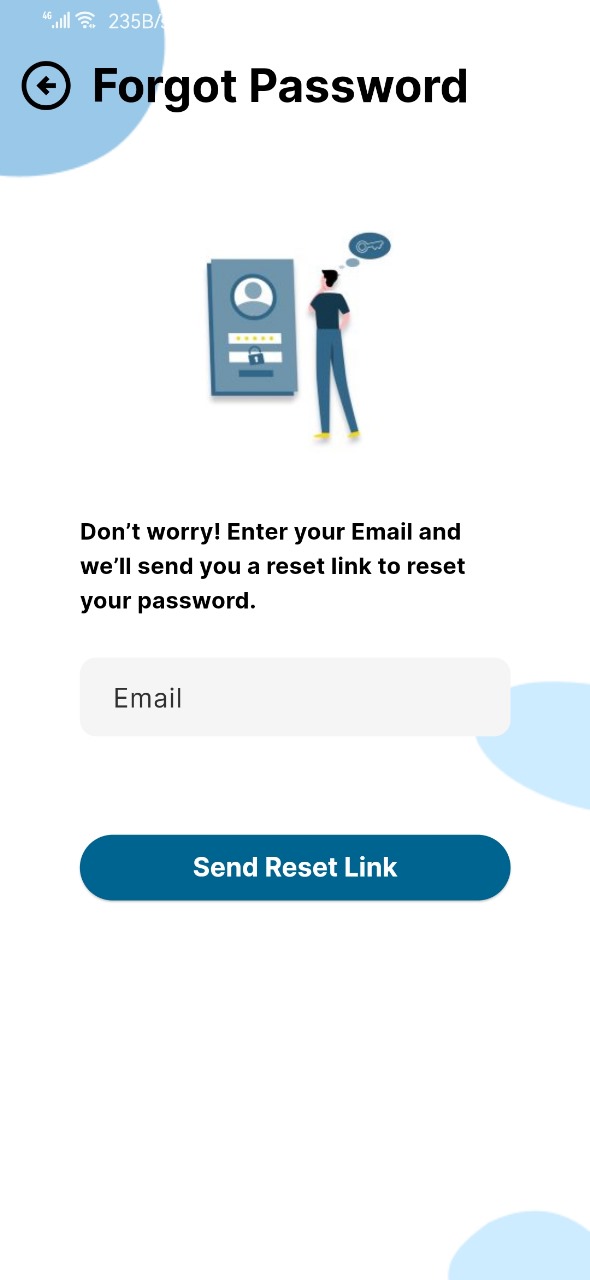 4G 235B/s
Forgot Password
Don’t worry! Enter your Email and
we’ll send you a reset link to reset
your password.
Email
Send Reset Link